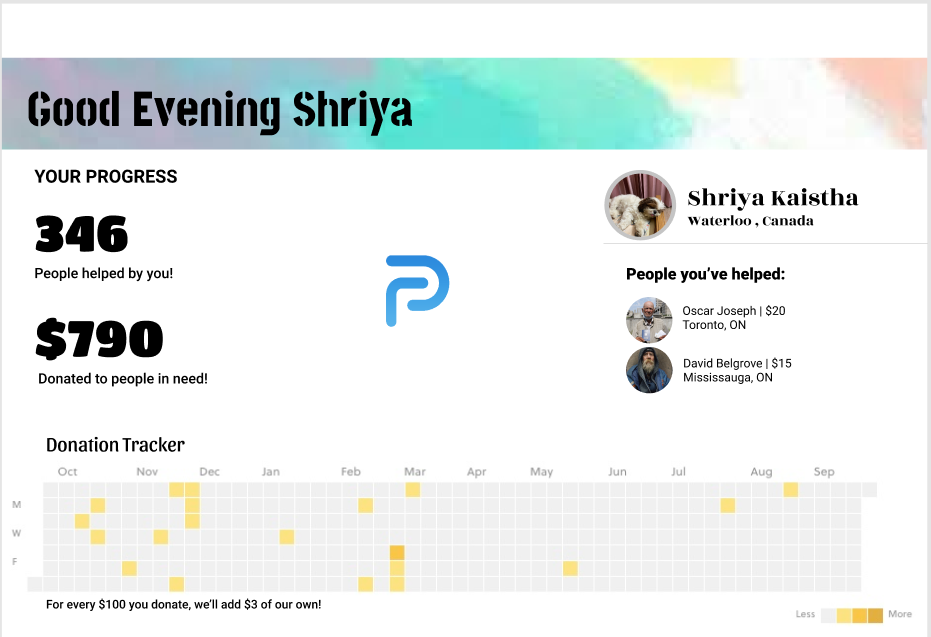 Good Evening Shriya
YOUR PROGRESS
346
People helped by you!
$790
Donated to people in need!
Shriya Kaistha
Waterloo , Canada
People you’ve helped:
Oscar Joseph | $20
Toronto, ON
David Belgrove | $15
Mississauga, ON
Donation Tracker
Oct Nov Dec Jan Feb Mar Apr May Jun Jul Aug Sep
M
W
F
For every $100 you donate, we’ll add $3 of our own!
Less More